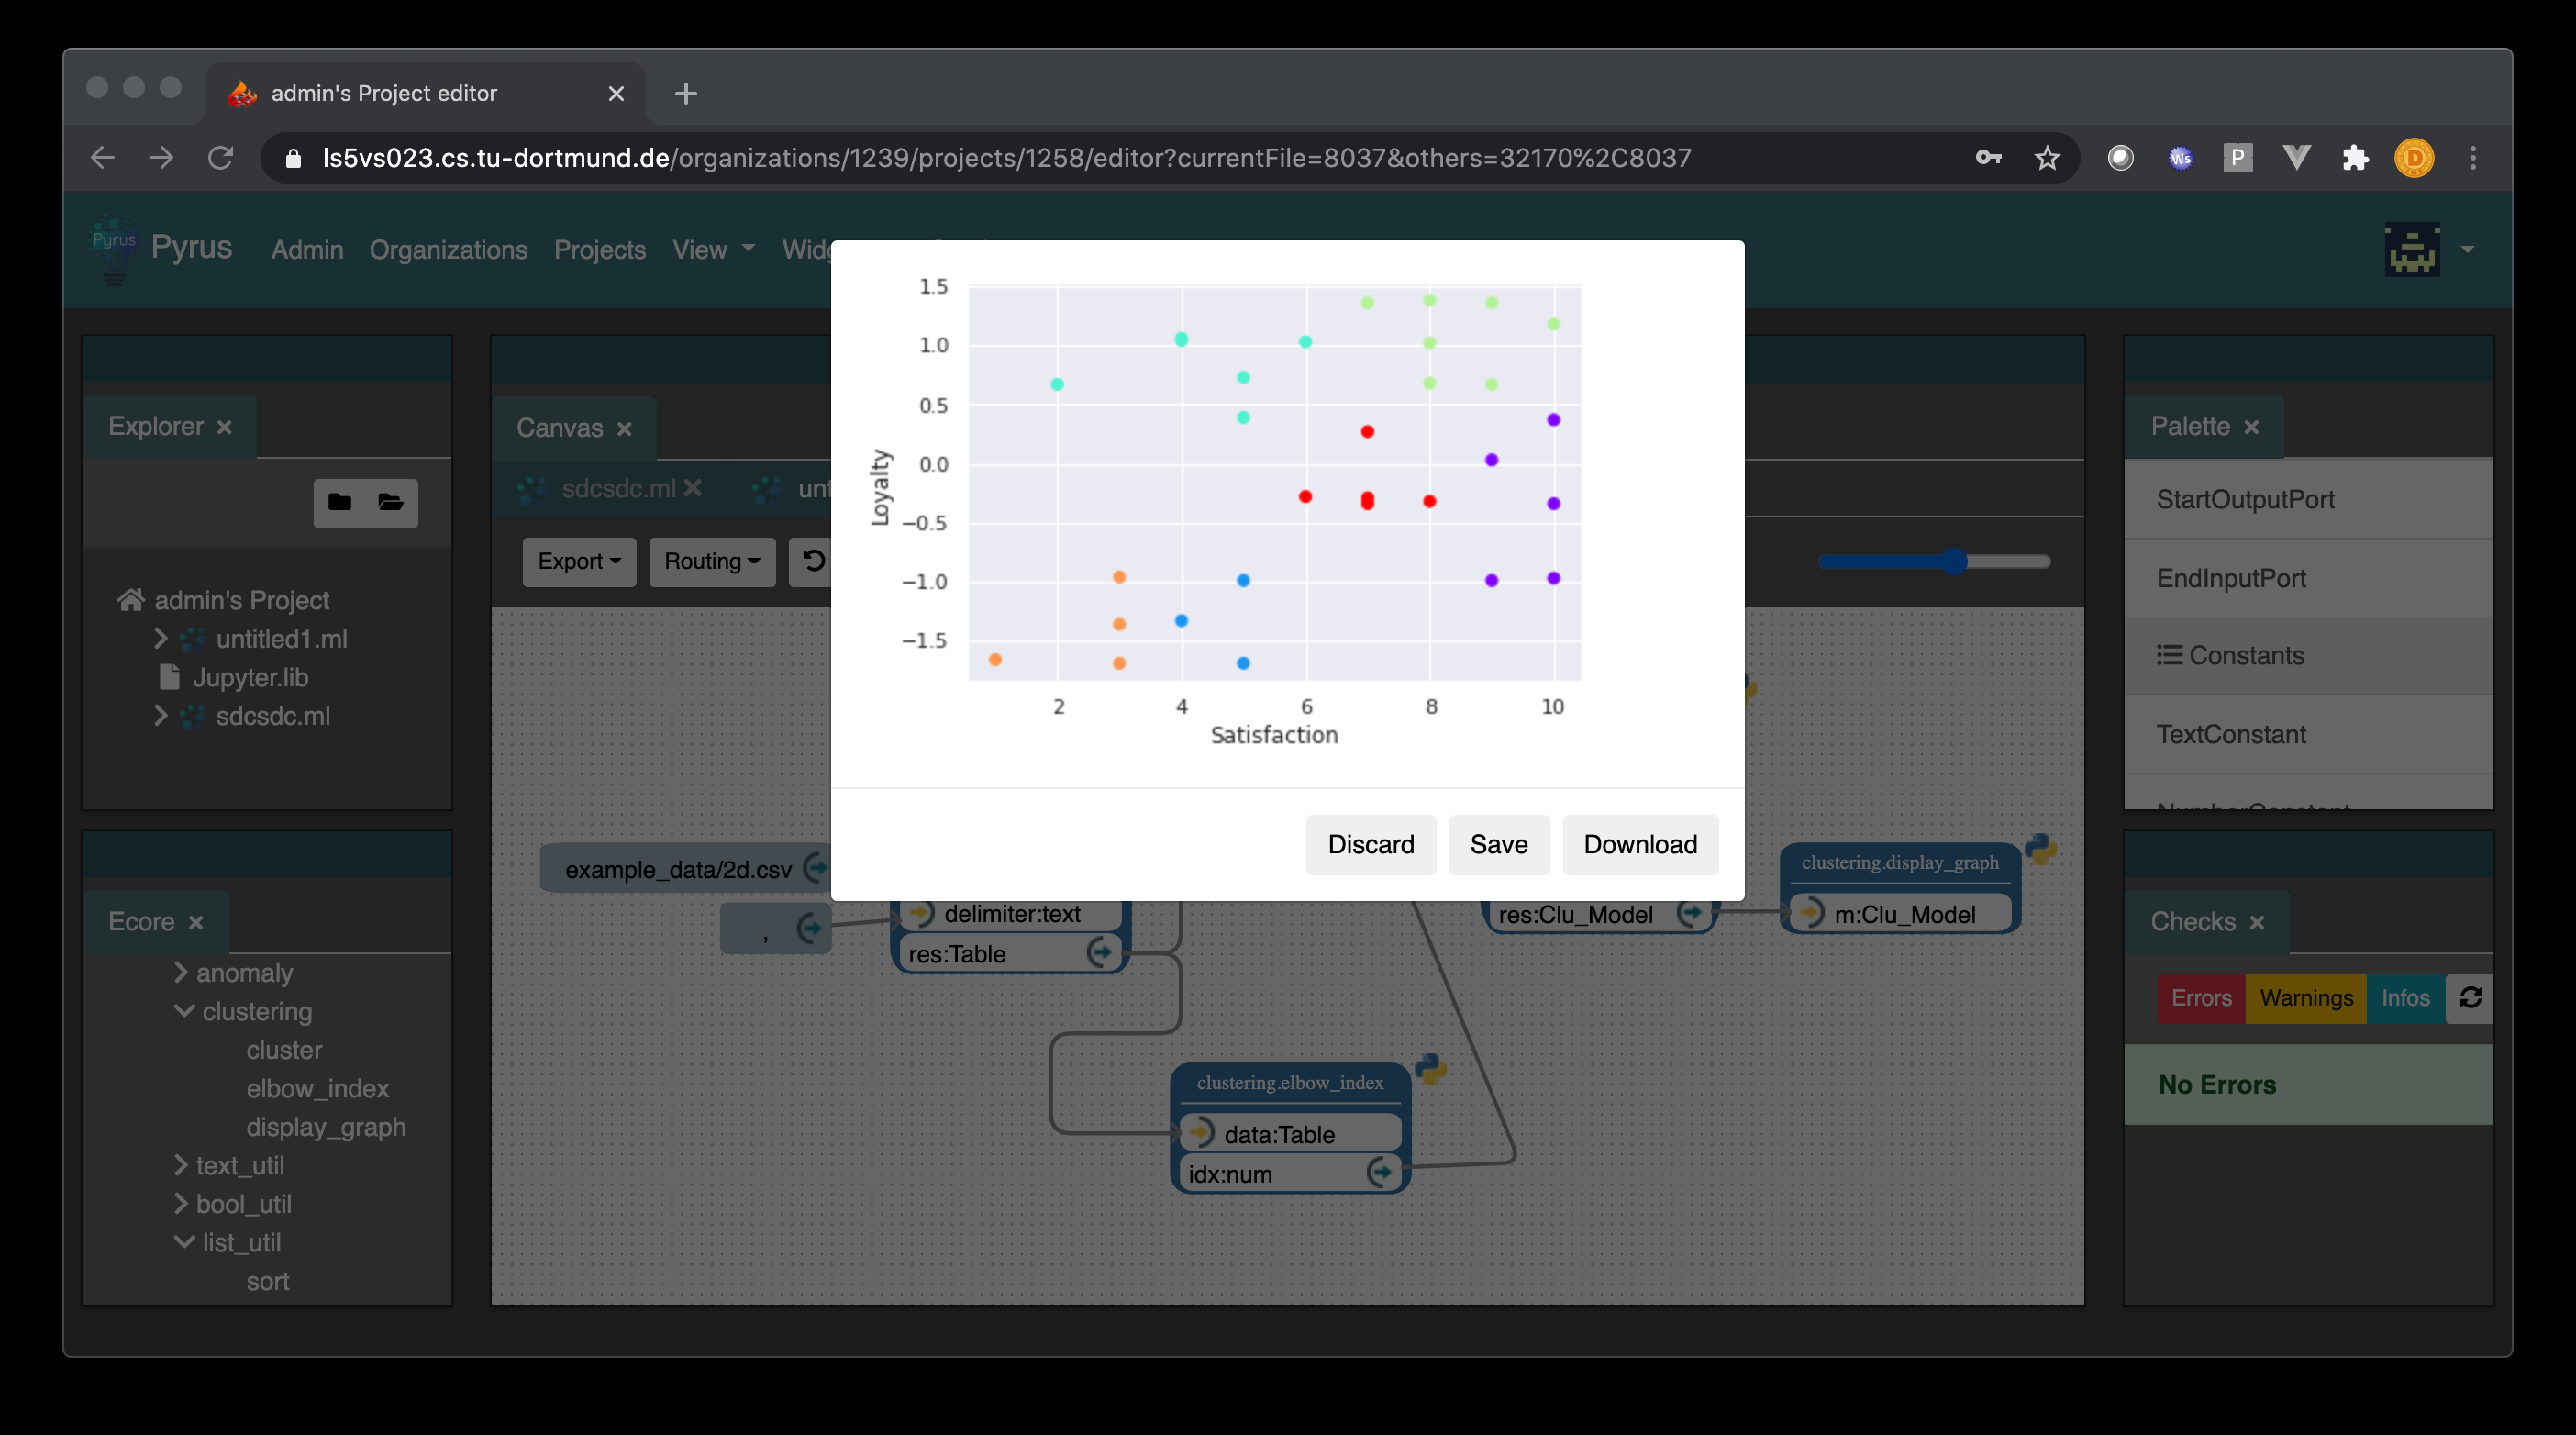 admin's Project editor
ls5vs023.cs.tu-dortmund.de/organizations/1239/projects/1258/editor?currentFile=8037&others=32170%2C8037
Ws
P
D
Pyrus
Pyrus Admin Organizations Projects View
Explorer
admin's Project
untitled1.ml
Jupyter.lib
sdcsdc.ml
Ecore
anomaly
clustering
cluster
elbow_index
display_graph
text_util
bool_util
list_util
sort
Canvas
sdcsdc.ml
Export Routing
1.5
1.0
0.5
0.0
−0.5
−1.0
−1.5
Loyalty
2 4 6 8 10
Satisfaction
Discard Save Download
example_data/2d.csv
,
delimiter:text
res:Table
clustering.elbow_index
data:Table
idx:num
res:Clu_Model
clustering.display_graph
m:Clu_Model
Palette
StartOutputPort
EndInputPort
Constants
TextConstant
NumberConstant
Checks
Errors Warnings Infos
No Errors